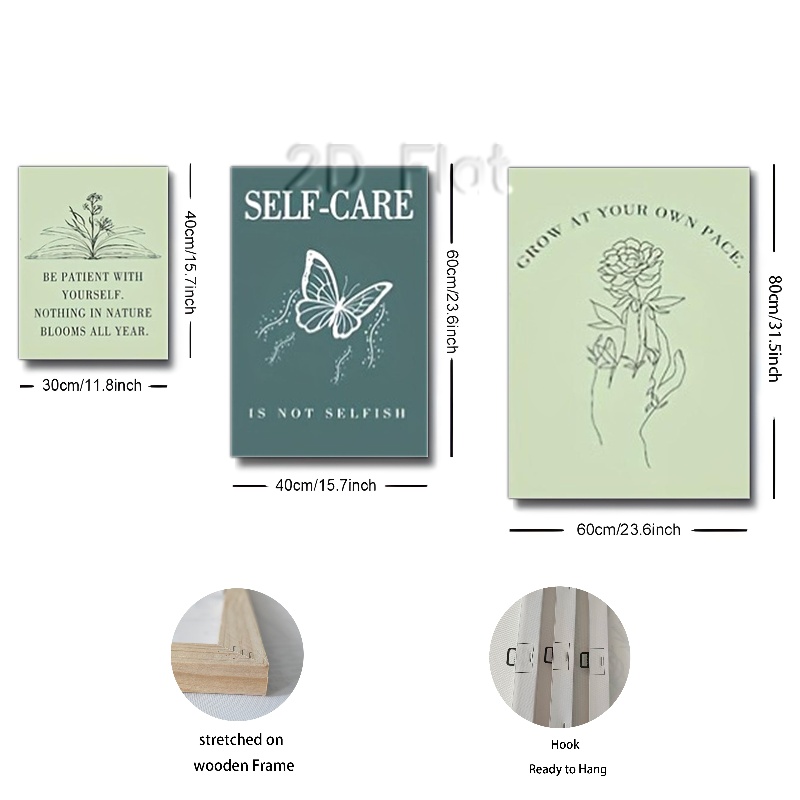 2D Flat
BE PATIENT WITH
YOURSELF.
NOTHING IN NATURE
BLOOMS ALL YEAR.
40cm/15.7inch
30cm/11.8inch
SELF-CARE
IS NOT SELFISH
60cm/23.6inch
40cm/15.7inch
GROW AT YOUR OWN PACE.
80cm/31.5inch
60cm/23.6inch
stretched on
wooden Frame
Hook
Ready to Hang